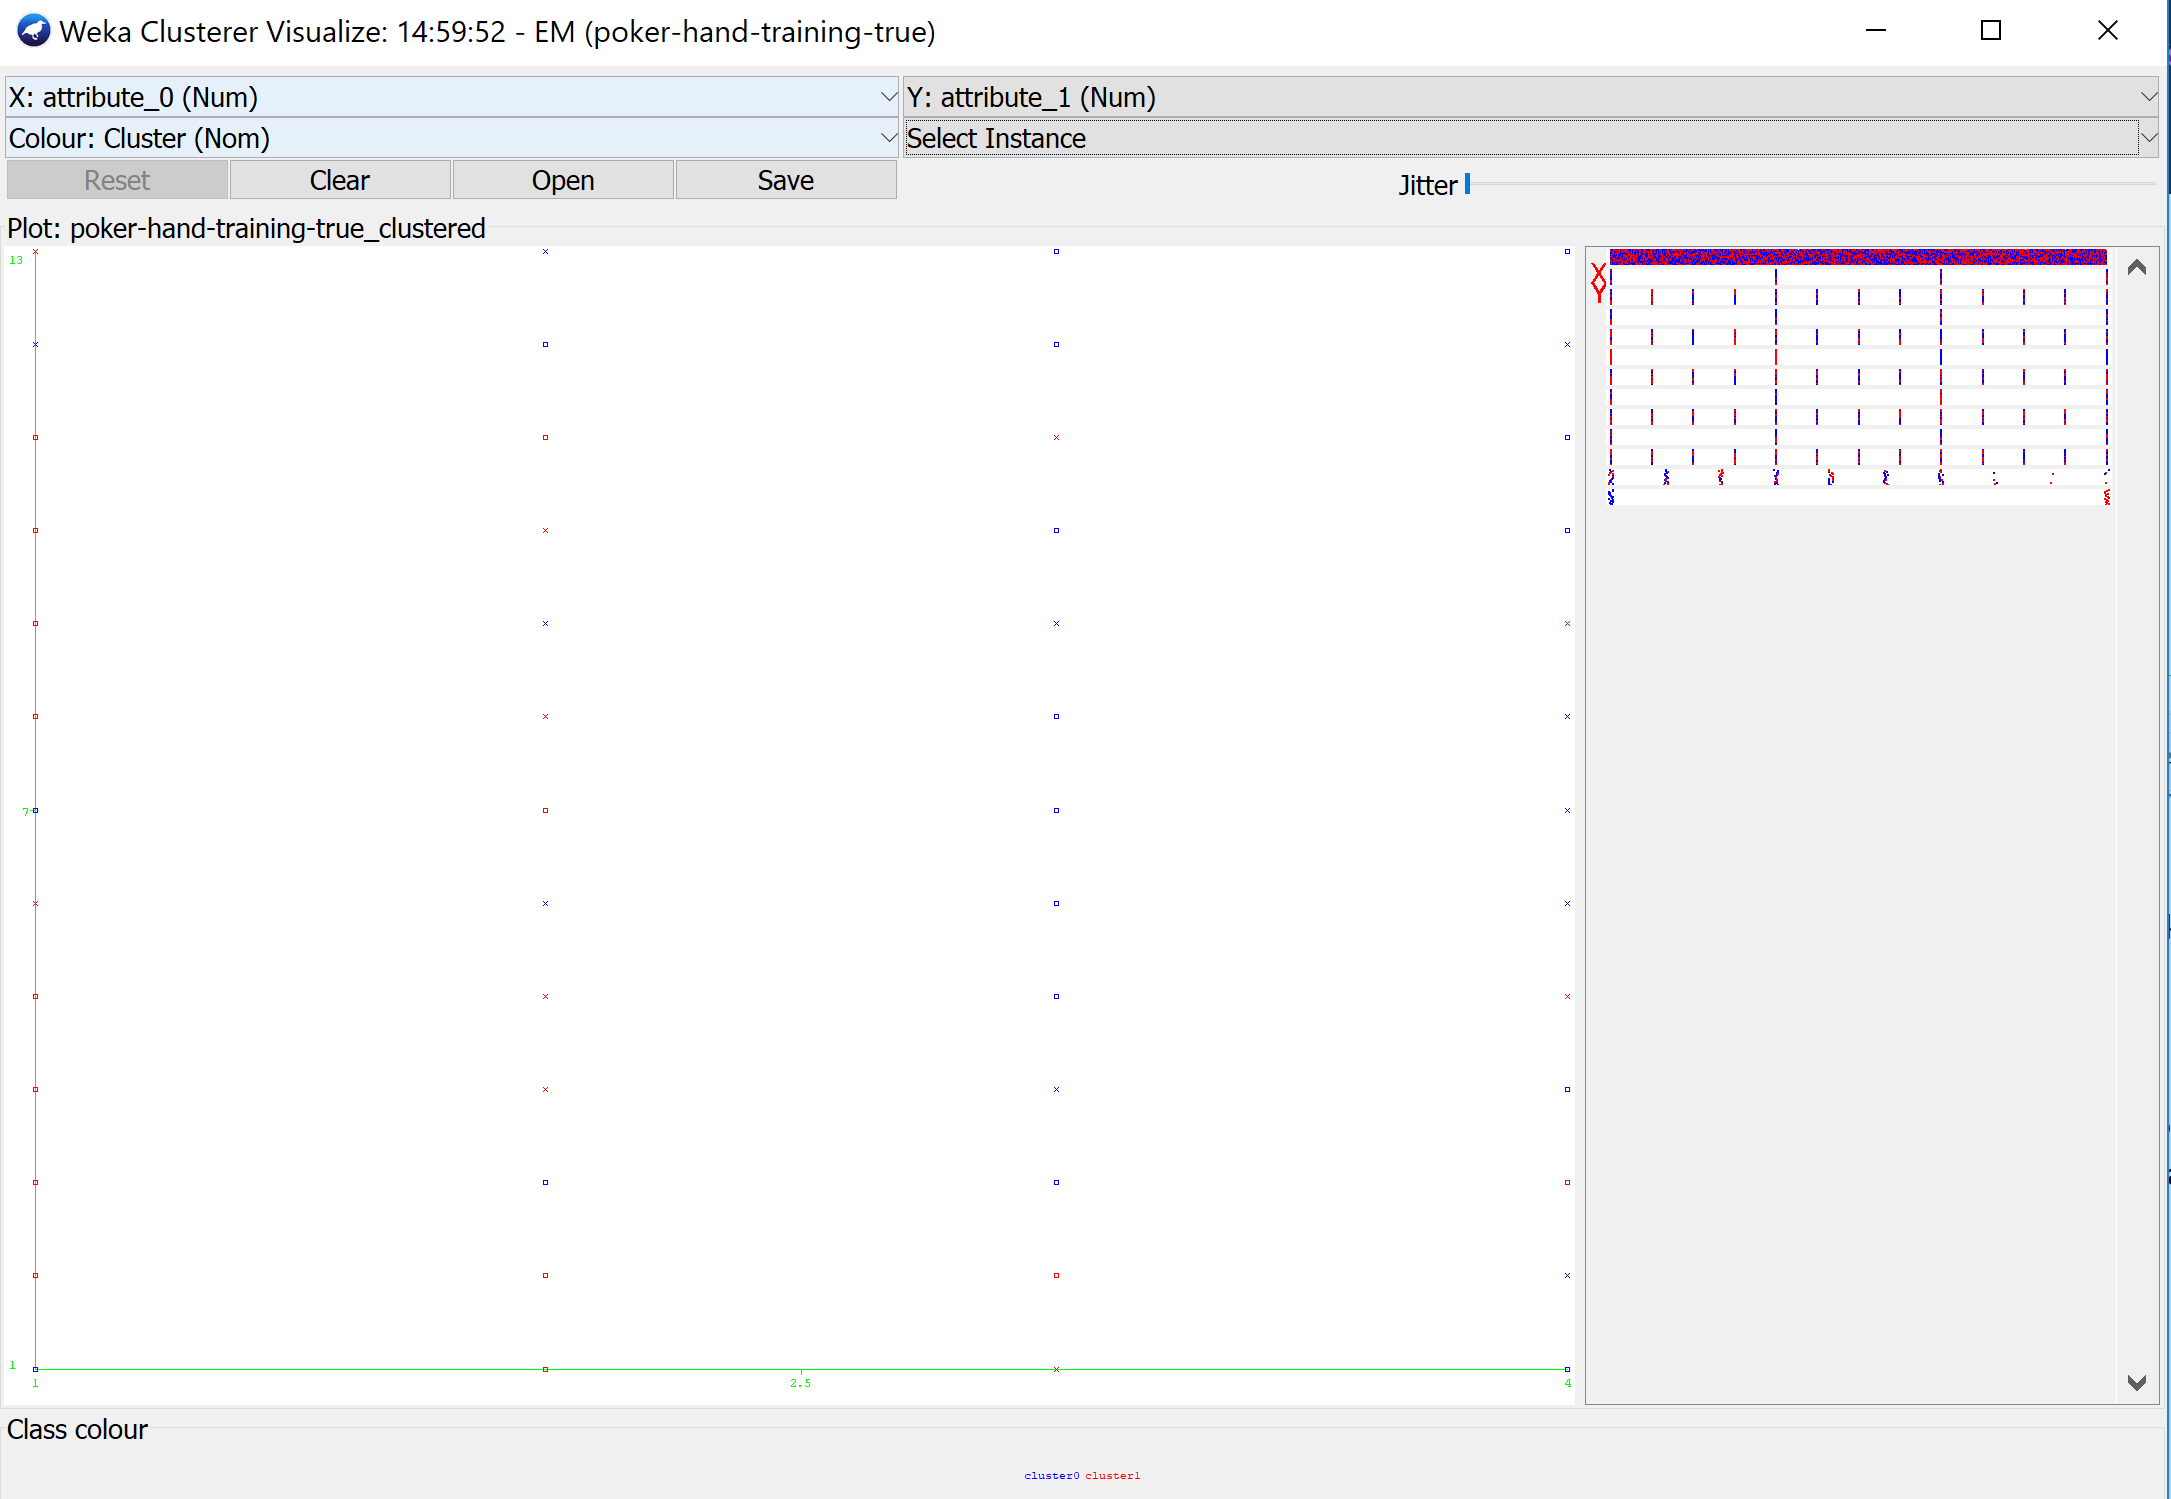 Weka Clusterer Visualize: 14:59:52 - EM (poker-hand-training-true)
X: attribute_0 (Num) Y: attribute_1 (Num)
Colour: Cluster (Nom) Select Instance
Reset Clear Open Save Jitter
Plot: poker-hand-training-true_clustered
13
X
Y
7
1
1 2.5 4
Class colour
cluster0 cluster1